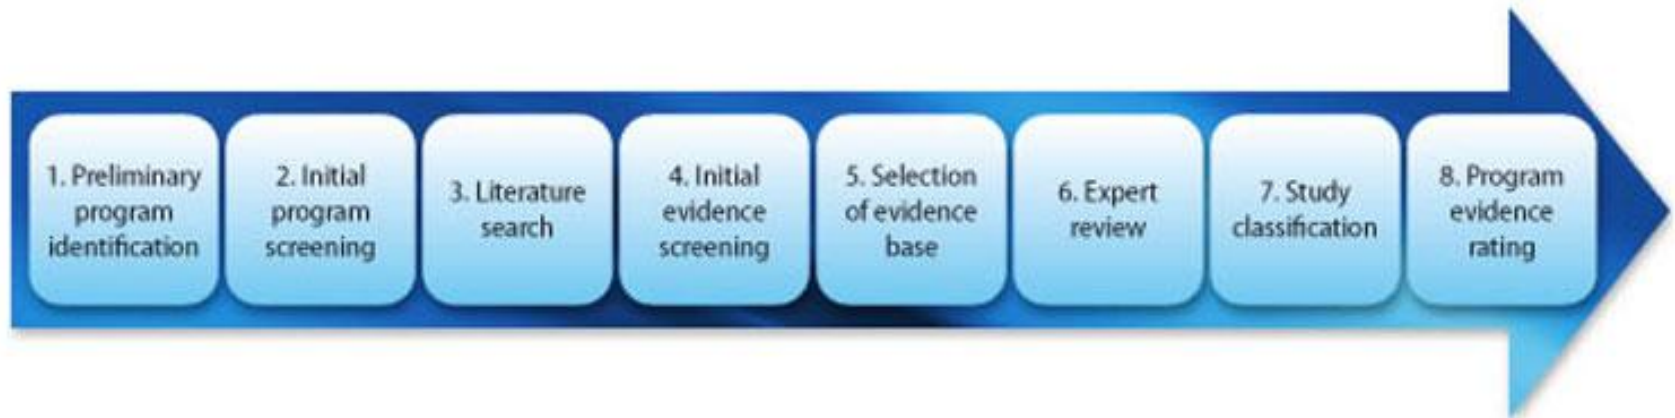 1. Preliminary
program
identification
2. Initial
program
screening
3. Literature
search
4. Initial
evidence
screening
5. Selection
of evidence
base
6. Expert
review
7. Study
classification
8. Program
evidence
rating